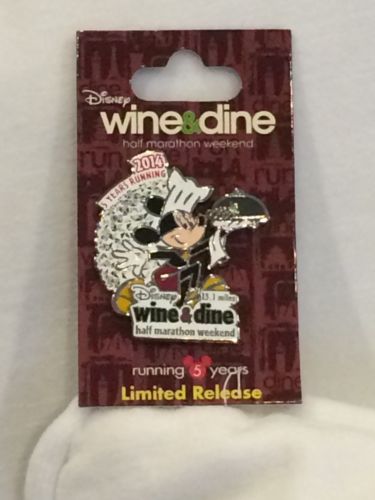 Disney
wine&dine
half marathon weekend
2014
5 YEARS RUNNING
Disney
13.1 miles
wine&dine
half marathon weekend
running 5 years
Limited Release